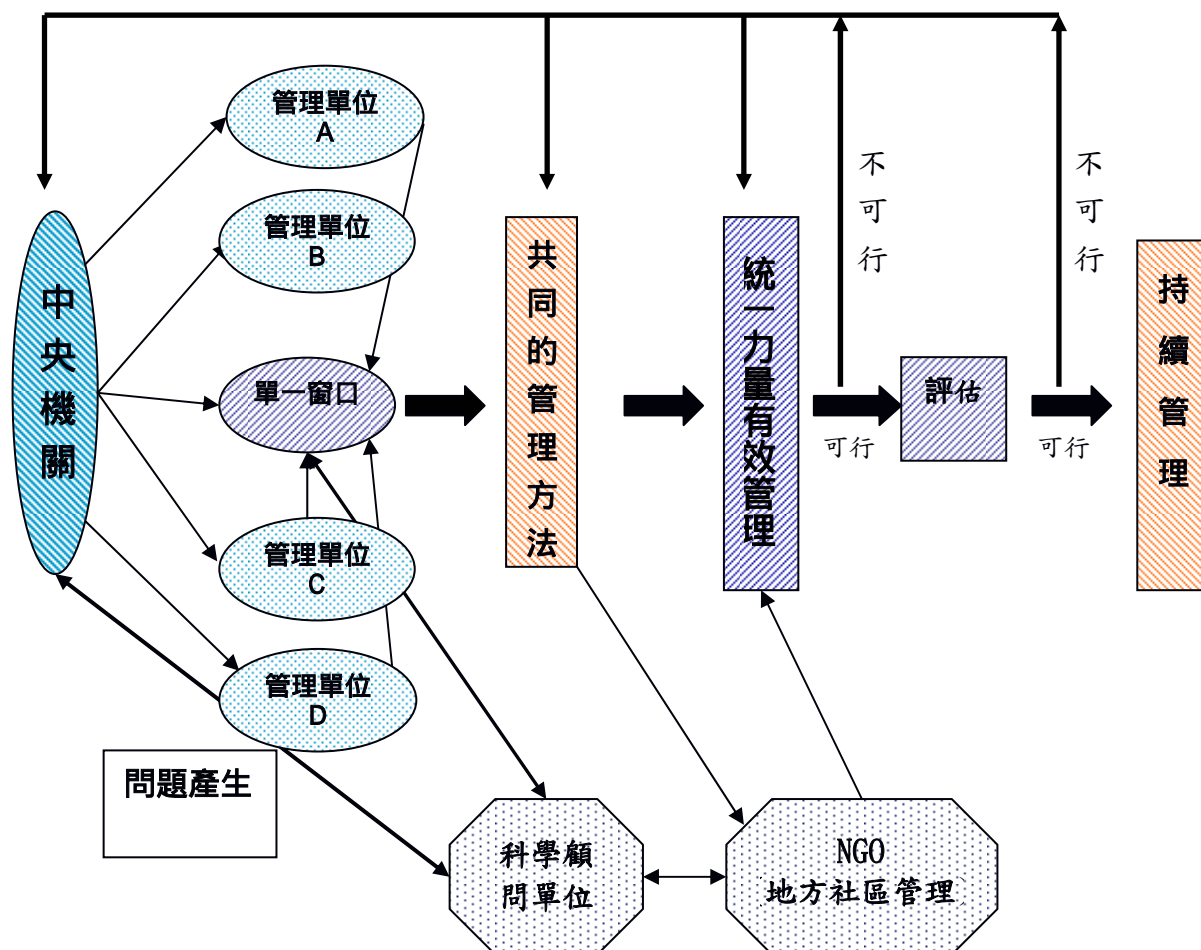 中央機關
管理單位
A
管理單位
B
單一窗口
管理單位
C
管理單位
D
問題產生
共同的管理方法
統一力量有效管理
不可行
可行
評估
不可行
可行
持續管理
科學顧
問單位
NGO
地方社區管理